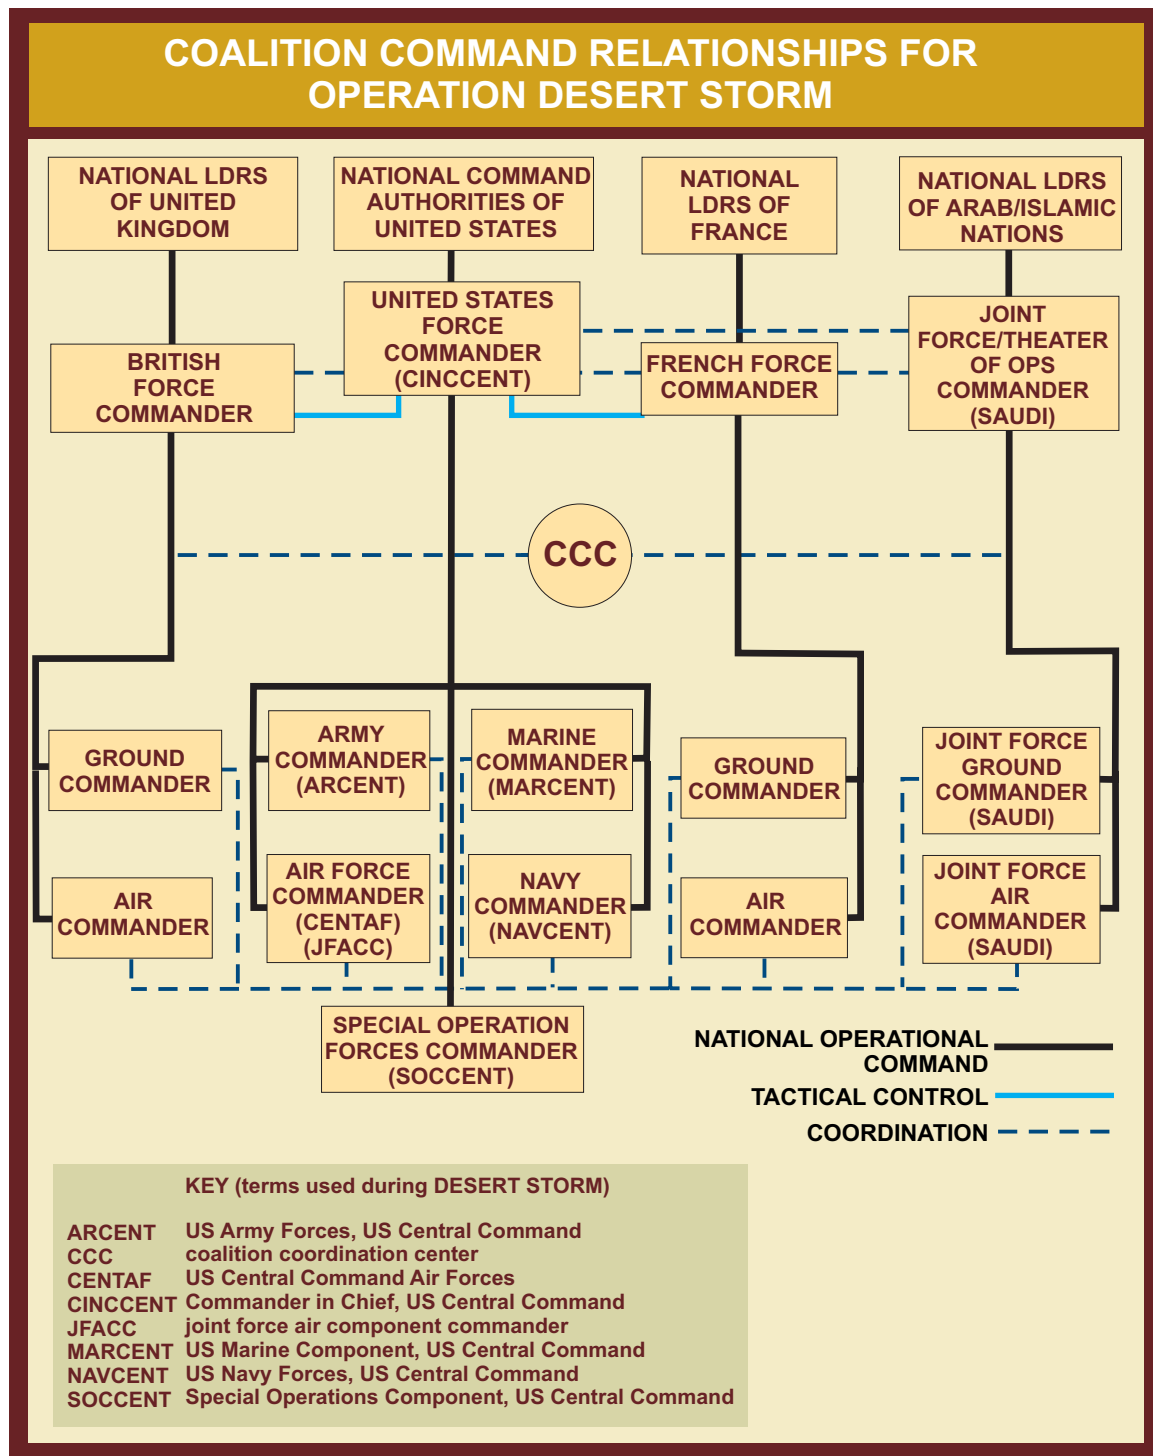 COALITION COMMAND RELATIONSHIPS FOR
OPERATION DESERT STORM
NATIONAL LDRS
OF UNITED
KINGDOM
NATIONAL COMMAND
AUTHORITIES OF
UNITED STATES
NATIONAL
LDRS OF
FRANCE
NATIONAL LDRS
OF ARAB/ISLAMIC
NATIONS
BRITISH
FORCE
COMMANDER
UNITED STATES
FORCE
COMMANDER
(CINCCENT)
FRENCH FORCE
COMMANDER
JOINT
FORCE/THEATER
OF OPS
COMMANDER
(SAUDI)
CCC
GROUND
COMMANDER
ARMY
COMMANDER
(ARCENT)
MARINE
COMMANDER
(MARCENT)
GROUND
COMMANDER
JOINT FORCE
GROUND
COMMANDER
(SAUDI)
AIR
COMMANDER
AIR FORCE
COMMANDER
(CENTAF)
(JFACC)
NAVY
COMMANDER
(NAVCENT)
AIR
COMMANDER
JOINT FORCE
AIR
COMMANDER
(SAUDI)
SPECIAL OPERATION
FORCES COMMANDER
(SOCCENT)
NATIONAL OPERATIONAL
COMMAND
TACTICAL CONTROL
COORDINATION
KEY (terms used during DESERT STORM)
ARCENT US Army Forces, US Central Command
CCC coalition coordination center
CENTAF US Central Command Air Forces
CINCCENT Commander in Chief, US Central Command
JFACC joint force air component commander
MARCENT US Marine Component, US Central Command
NAVCENT US Navy Forces, US Central Command
SOCCENT Special Operations Component, US Central Command